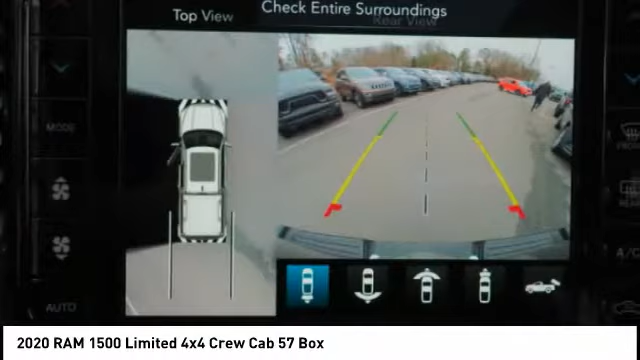 Check Entire Surroundings
Top View
Rear View
MODE
AUTO
A/C
2020 RAM 1500 Limited 4x4 Crew Cab 57 Box